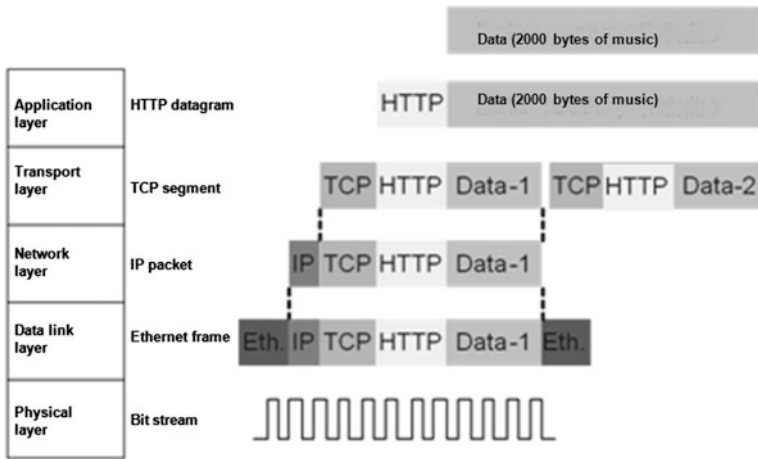 Data (2000 bytes of music)
Application layer
HTTP datagram
HTTP
Data (2000 bytes of music)
Transport layer
TCP segment
TCP HTTP Data-1
TCP HTTP Data-2
Network layer
IP packet
IP TCP HTTP Data-1
Data link layer
Ethernet frame
Eth. IP TCP HTTP Data-1 Eth.
Physical layer
Bit stream